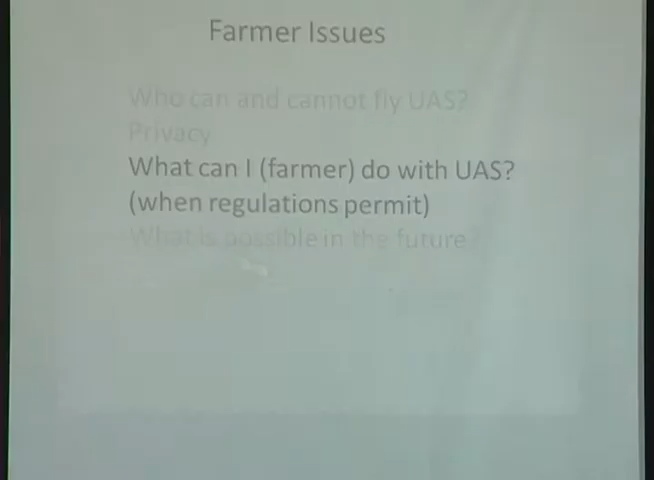 Farmer Issues
Who can and cannot fly UAS?
Privacy
What can I (farmer) do with UAS?
(when regulations permit)
What is possible in the future?